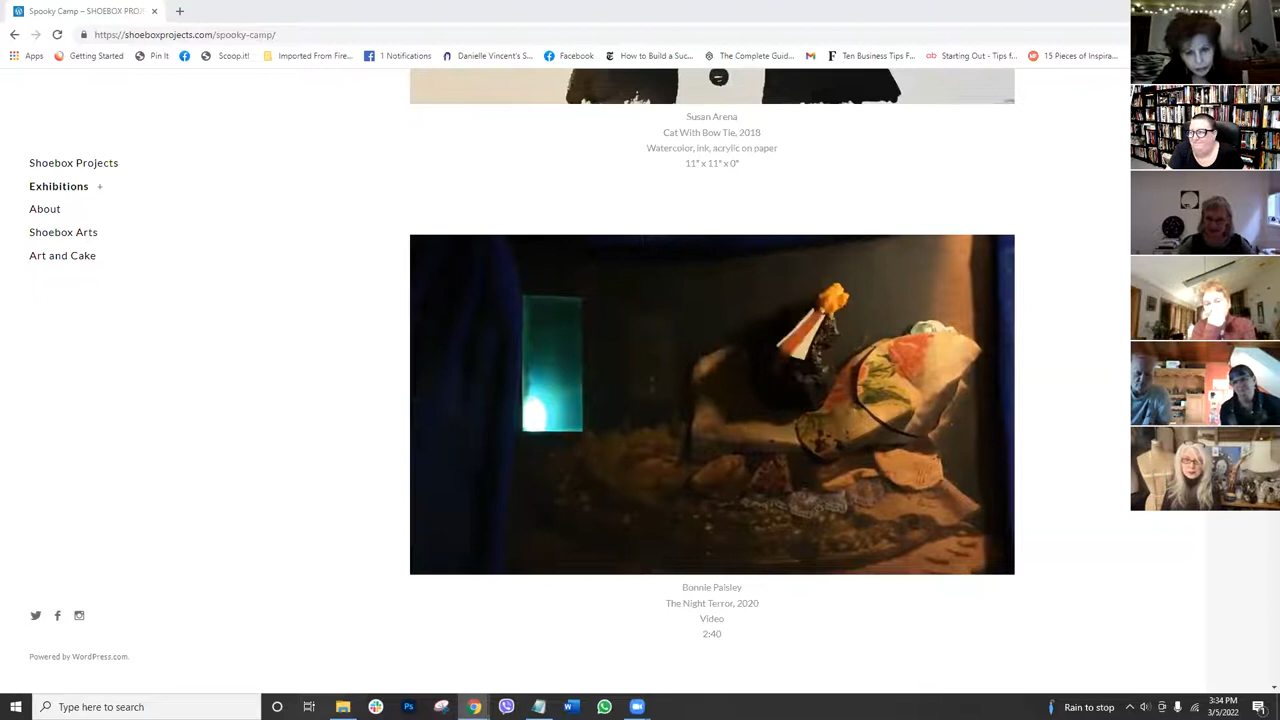 Spooky Camp – SHOEBOX PROJ
https://shoeboxprojects.com/spooky-camp/
Apps
Getting Started
Pin It
Scoop.it!
Imported From Fire...
1 Notifications
Danielle Vincent's S...
Facebook
How to Build a Suc...
The Complete Guid...
Ten Business Tips F...
Starting Out - Tips f...
15 Pieces of Inspira...
Susan Arena
Cat With Bow Tie, 2018
Watercolor, ink, acrylic on paper
11" x 11" x 0"
Shoebox Projects
Exhibitions +
About
Shoebox Arts
Art and Cake
Bonnie Paisley
The Night Terror, 2020
Video
2:40
Powered by WordPress.com.
Type here to search
Rain to stop
3:34 PM
3/5/2022